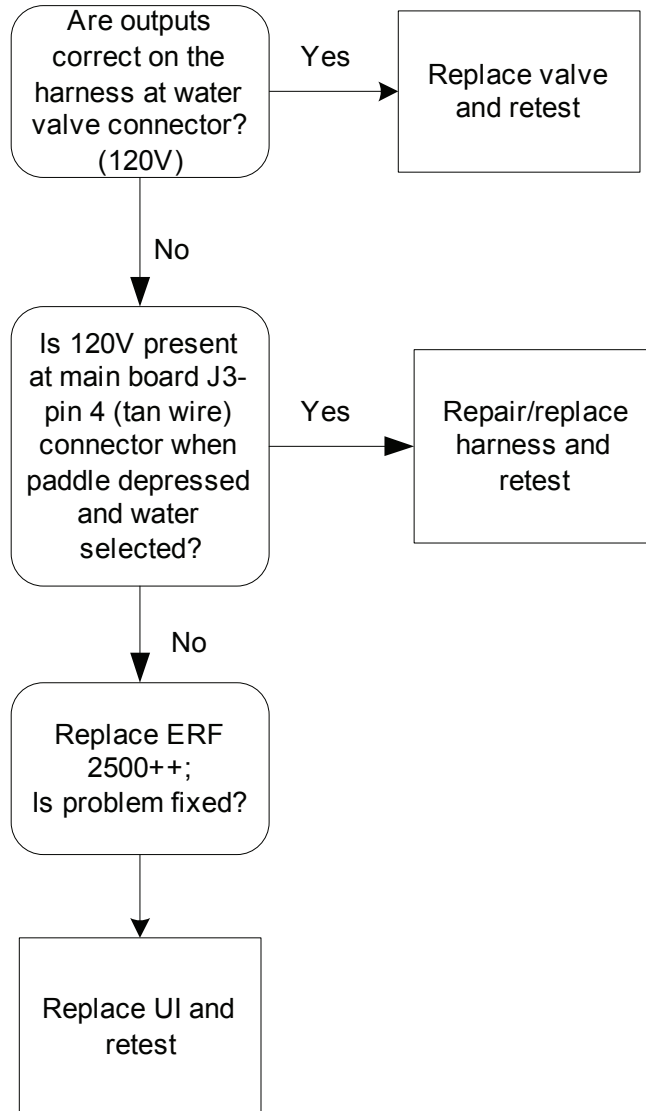 Are outputs
correct on the
harness at water
valve connector?
(120V)
Yes
Replace valve
and retest
No
Is 120V present
at main board J3-
pin 4 (tan wire)
connector when
paddle depressed
and water
selected?
Yes
Repair/replace
harness and
retest
No
Replace ERF
2500++;
Is problem fixed?
Replace UI and
retest